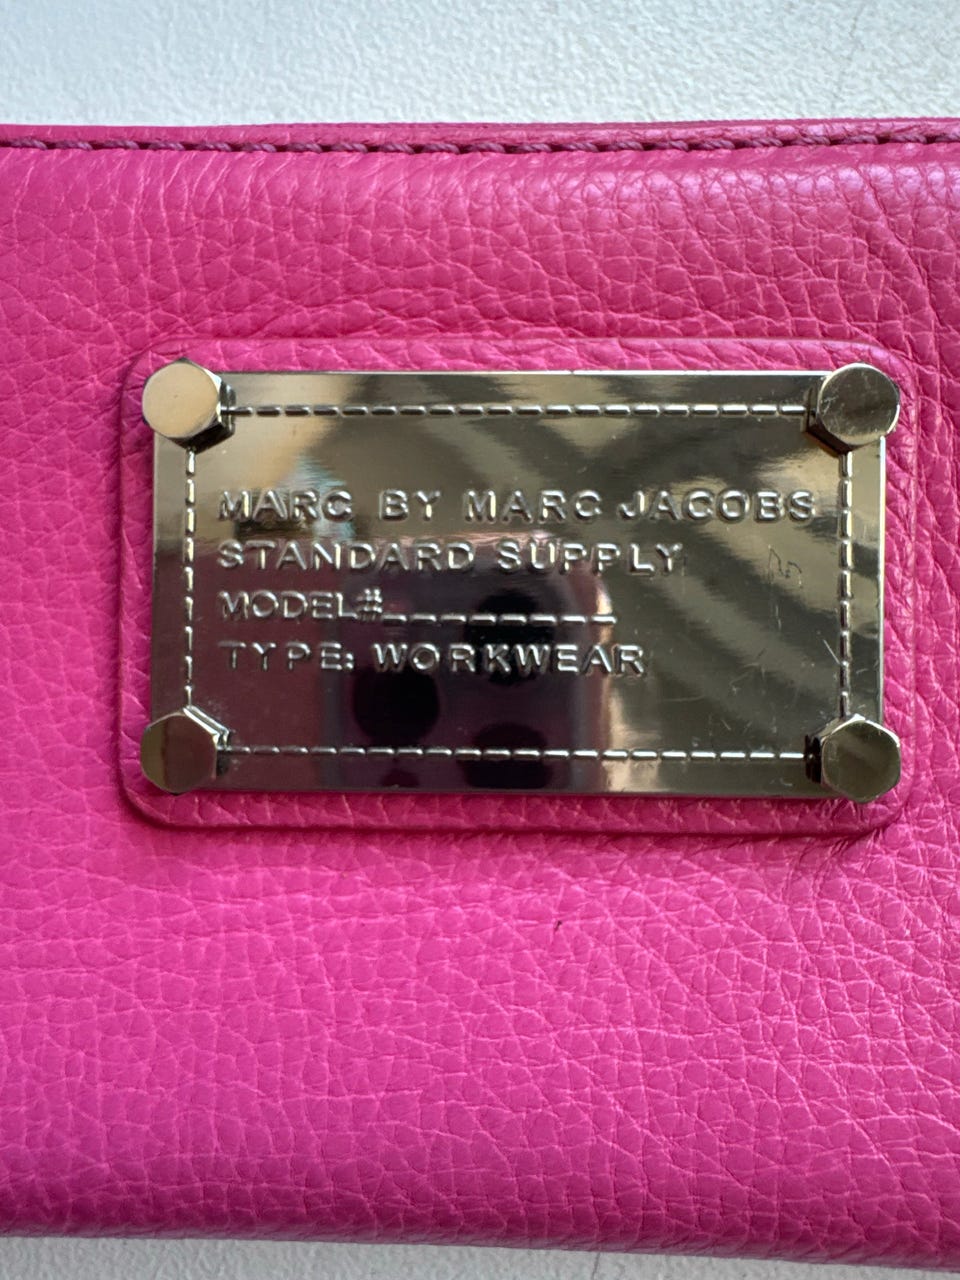 MARC BY MARC JACOBS
STANDARD SUPPLY
MODEL#_________
TYPE: WORKWEAR